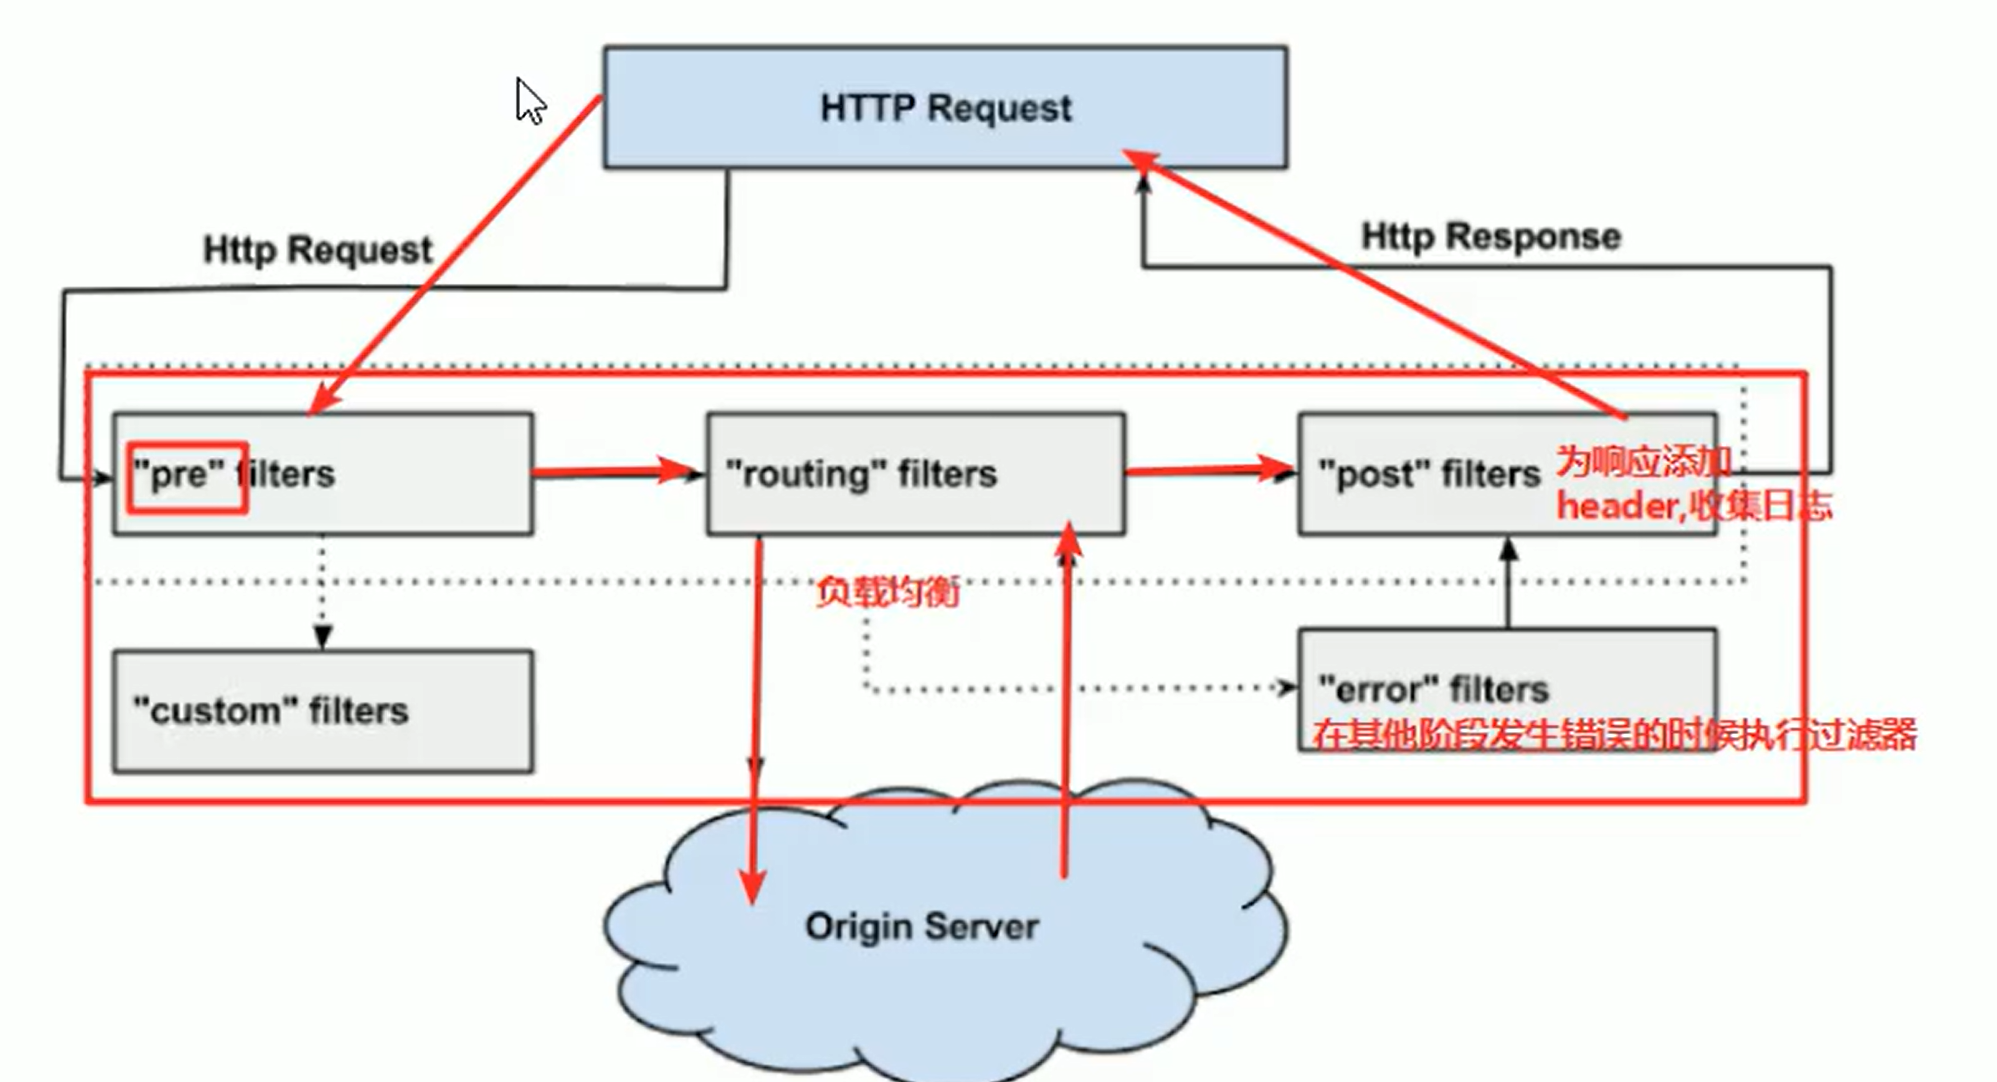 HTTP Request
Http Request
Http Response
"pre" filters
"routing" filters
"post" filters
为响应添加
header,收集日志
负载均衡
"custom" filters
"error" filters
在其他阶段发生错误的时候执行过滤器
Origin Server